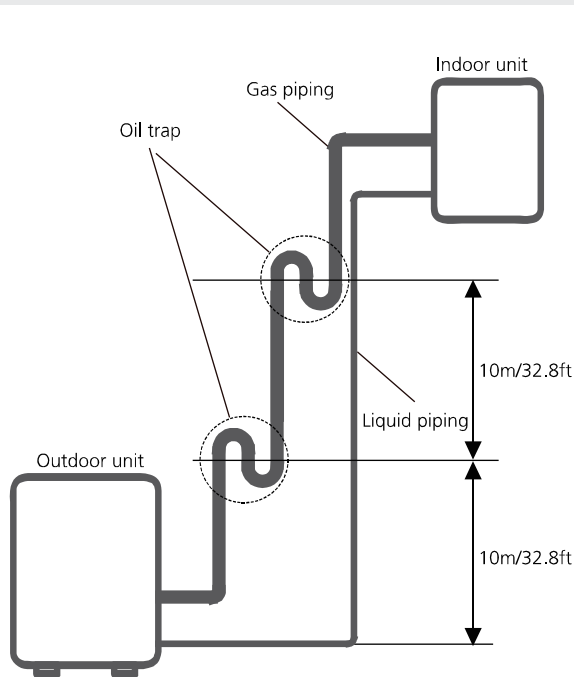 Indoor unit
Gas piping
Oil trap
10m/32.8ft
Liquid piping
Outdoor unit
10m/32.8ft